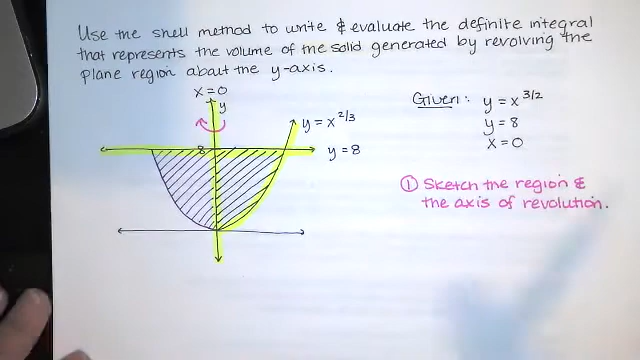 Use the shell method to write & evaluate the definite integral
that represents the volume of the solid generated by revolving the
plane region about the y-axis.
x=0
y
y = x^2/3
8
y = 8
Given: y = x^3/2
y = 8
x = 0
① Sketch the region &
the axis of revolution.